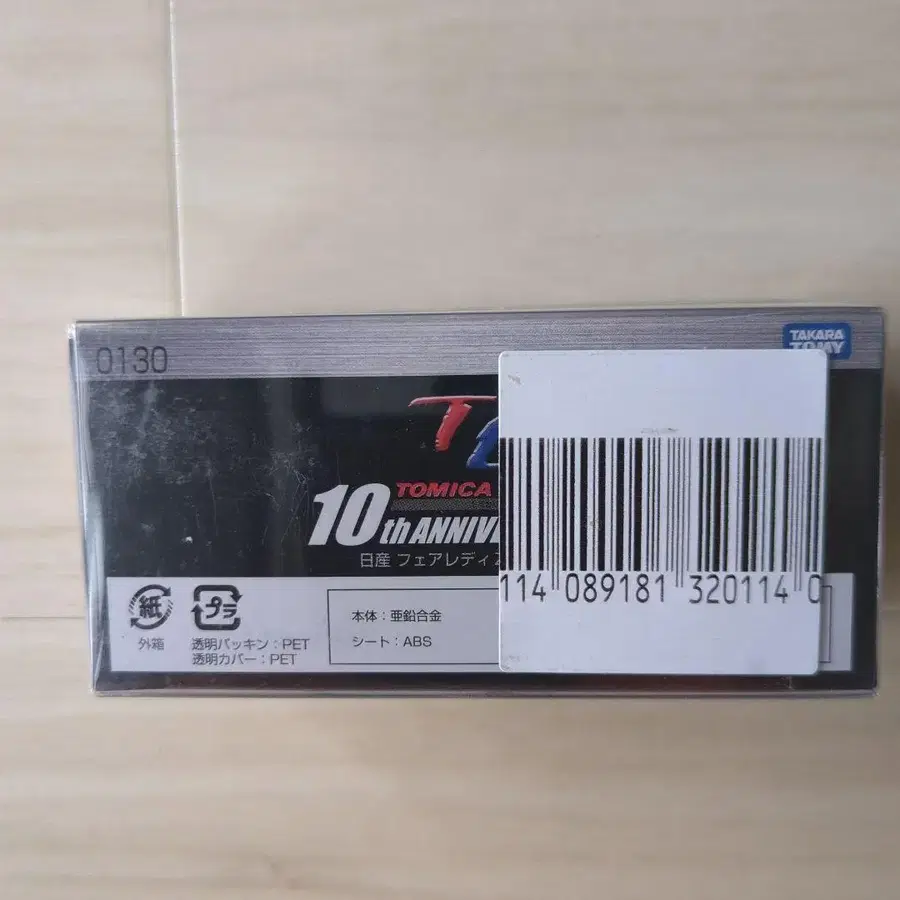 0130
TAKARA
TOMY
T
TOMICA
10th ANNIVE
日産 フェアレディZ
114 089181 320114 0
紙
外箱
プラ
透明パッキン：PET
透明カバー：PET
本体：亜鉛合金
シート：ABS